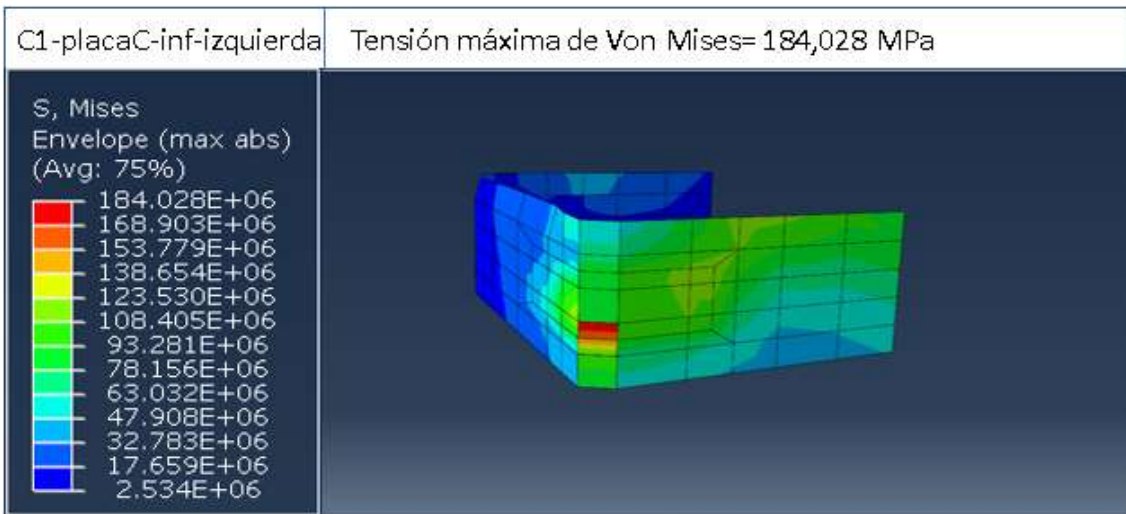 C1-placaC-inf-izquierda
Tensión máxima de Von Mises= 184,028 MPa
S, Mises
Envelope (max abs)
(Avg: 75%)
184.028E+06
168.903E+06
153.779E+06
138.654E+06
123.530E+06
108.405E+06
93.281E+06
78.156E+06
63.032E+06
47.908E+06
32.783E+06
17.659E+06
2.534E+06